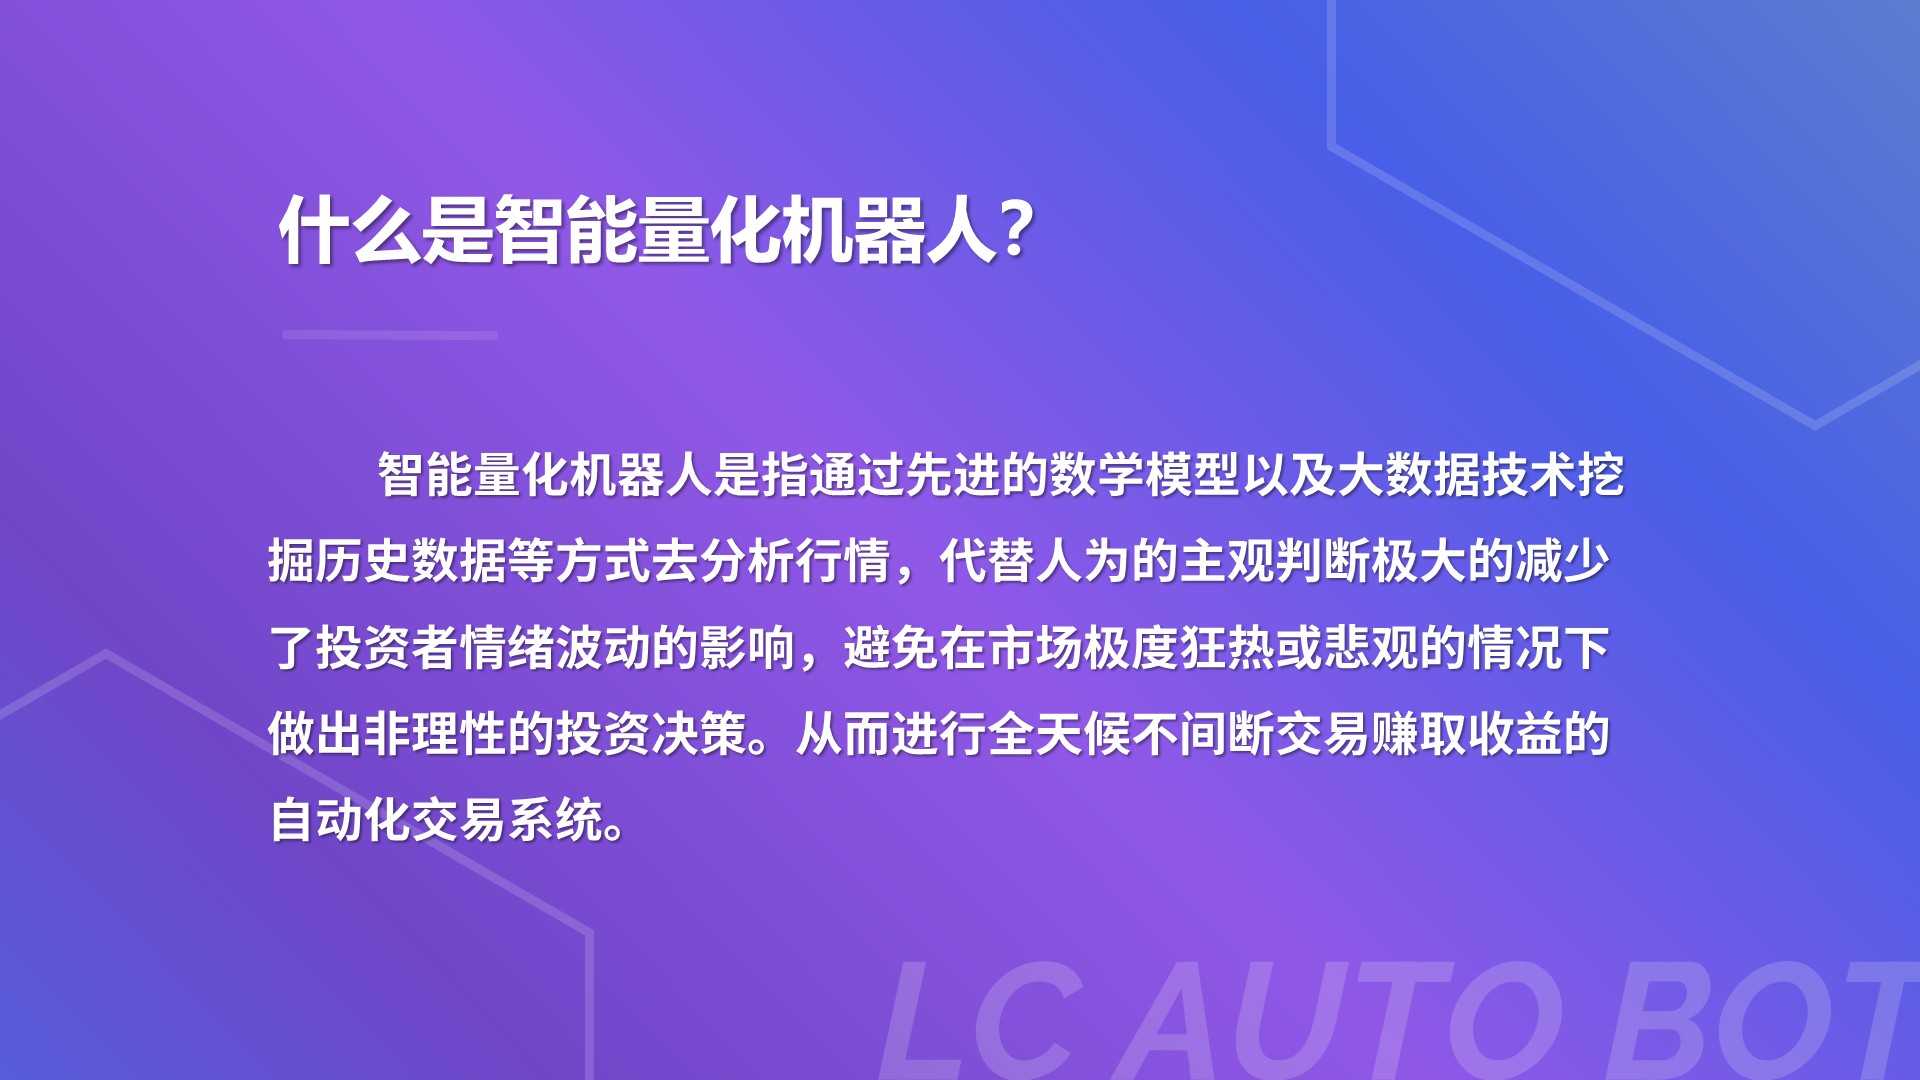 什么是智能量化机器人？
智能量化机器人是指通过先进的数学模型以及大数据技术挖
掘历史数据等方式去分析行情，代替人为的主观判断极大的减少
了投资者情绪波动的影响，避免在市场极度狂热或悲观的情况下
做出非理性的投资决策。从而进行全天候不间断交易赚取收益的
自动化交易系统。
LC AUTO BOT